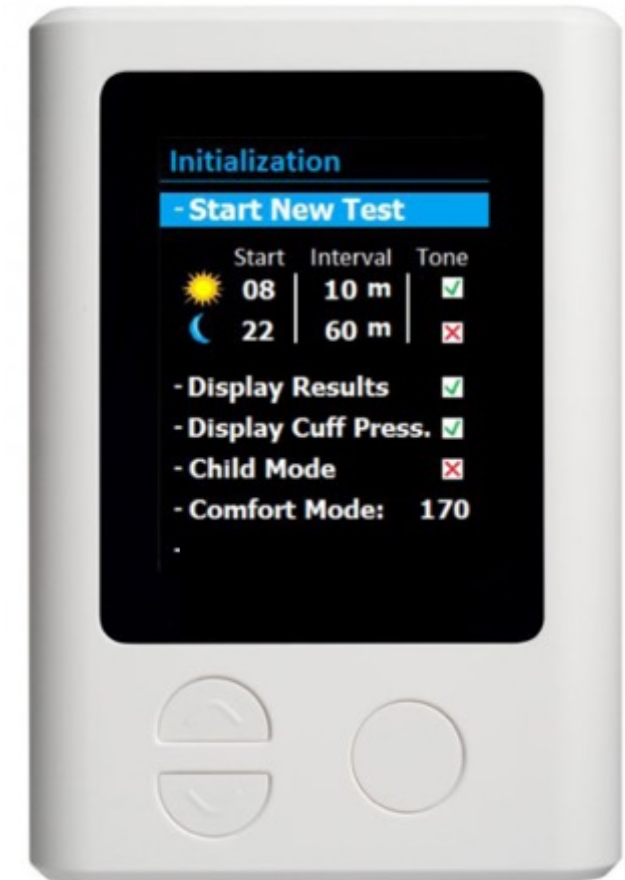 Initialization
- Start New Test
Start Interval Tone
08 10 m
22 60 m
- Display Results
- Display Cuff Press.
- Child Mode
- Comfort Mode: 170
-